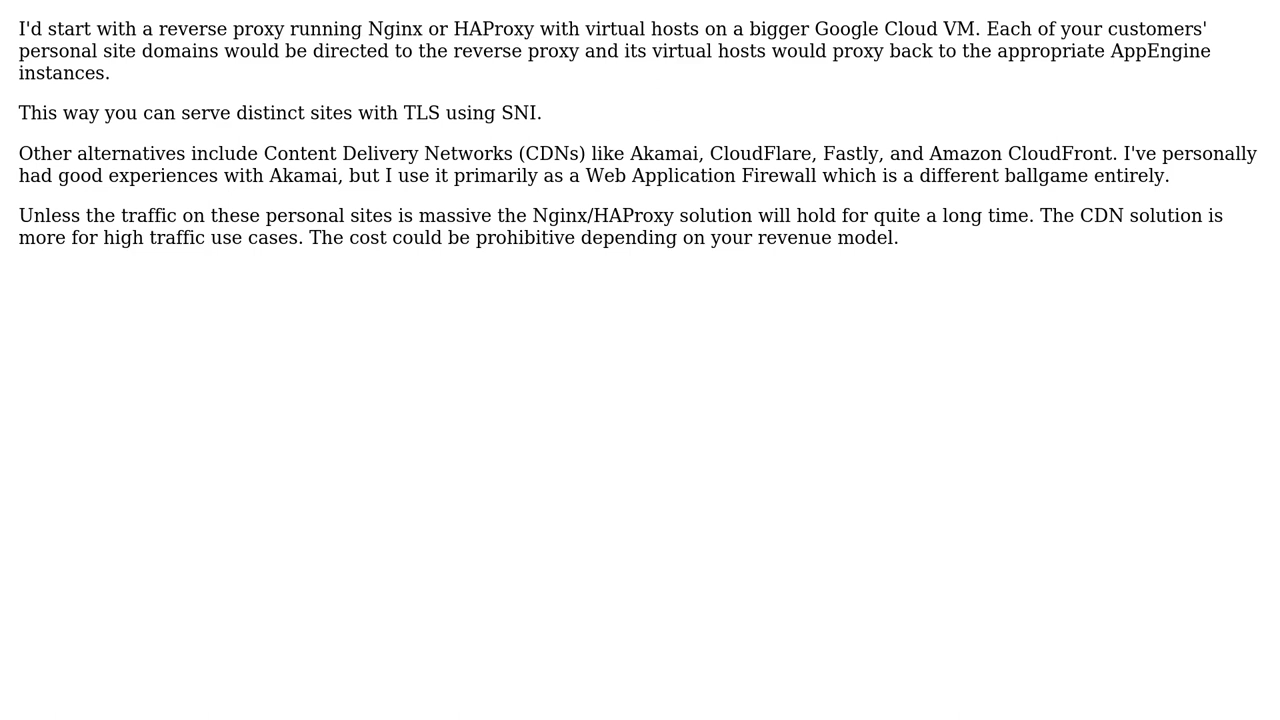 I'd start with a reverse proxy running Nginx or HAProxy with virtual hosts on a bigger Google Cloud VM. Each of your customers'
personal site domains would be directed to the reverse proxy and its virtual hosts would proxy back to the appropriate AppEngine
instances.
This way you can serve distinct sites with TLS using SNI.
Other alternatives include Content Delivery Networks (CDNs) like Akamai, CloudFlare, Fastly, and Amazon CloudFront. I've personally
had good experiences with Akamai, but I use it primarily as a Web Application Firewall which is a different ballgame entirely.
Unless the traffic on these personal sites is massive the Nginx/HAProxy solution will hold for quite a long time. The CDN solution is
more for high traffic use cases. The cost could be prohibitive depending on your revenue model.